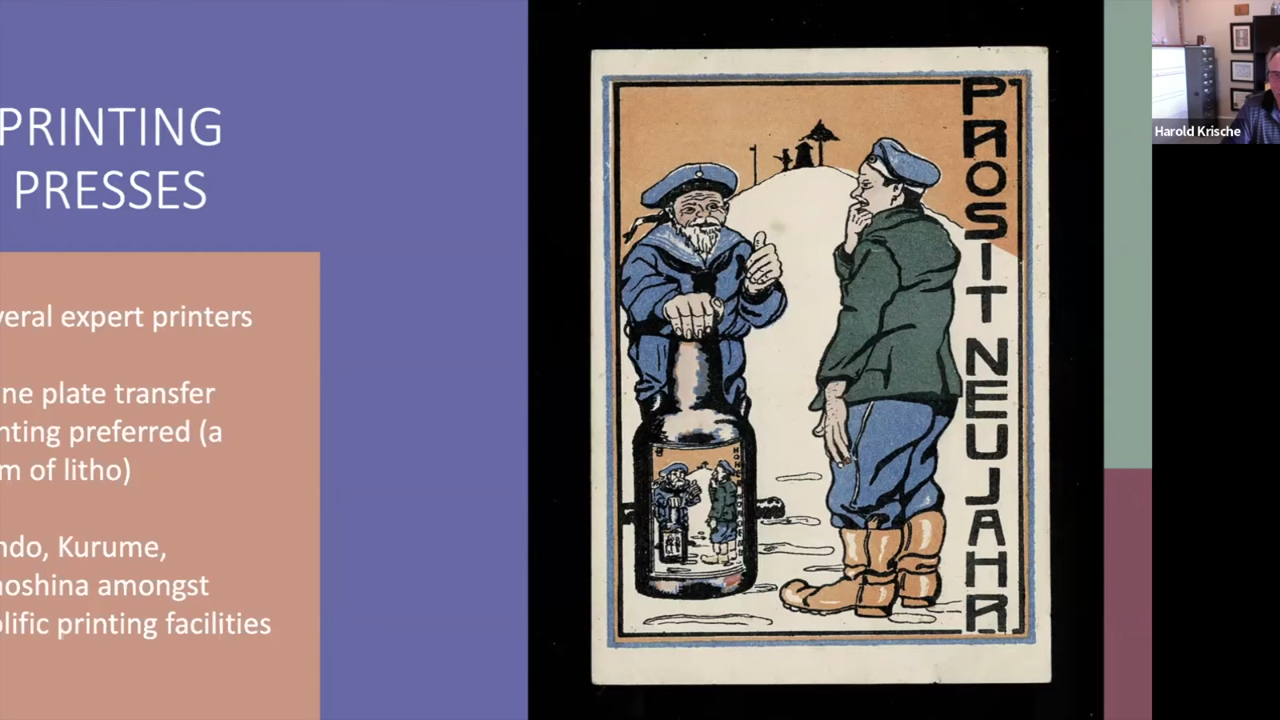 PRINTING
PRESSES
veral expert printers
ne plate transfer
nting preferred (a
m of litho)
ndo, Kurume,
noshina amongst
lific printing facilities
PROSIT NEUJAHR
Harold Krische